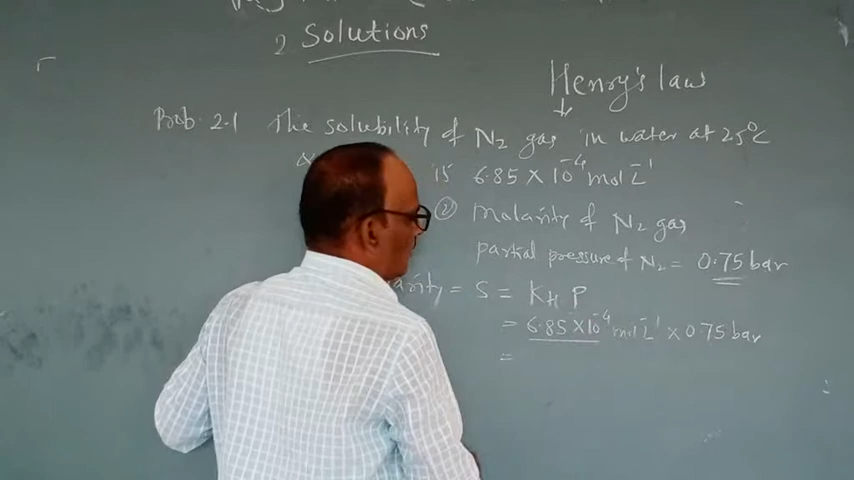 2 Solutions
Henry's law
↓
Prob. 2.1 The solubility of N₂ gas in water at 25°C
& is 6.85 × 10⁻⁴ mol L⁻¹
② Molarity of N₂ gas
partial pressure of N₂ = 0.75 bar
arity = S = K_H P
= 6.85 × 10⁻⁴ mol L⁻¹ × 0.75 bar
=